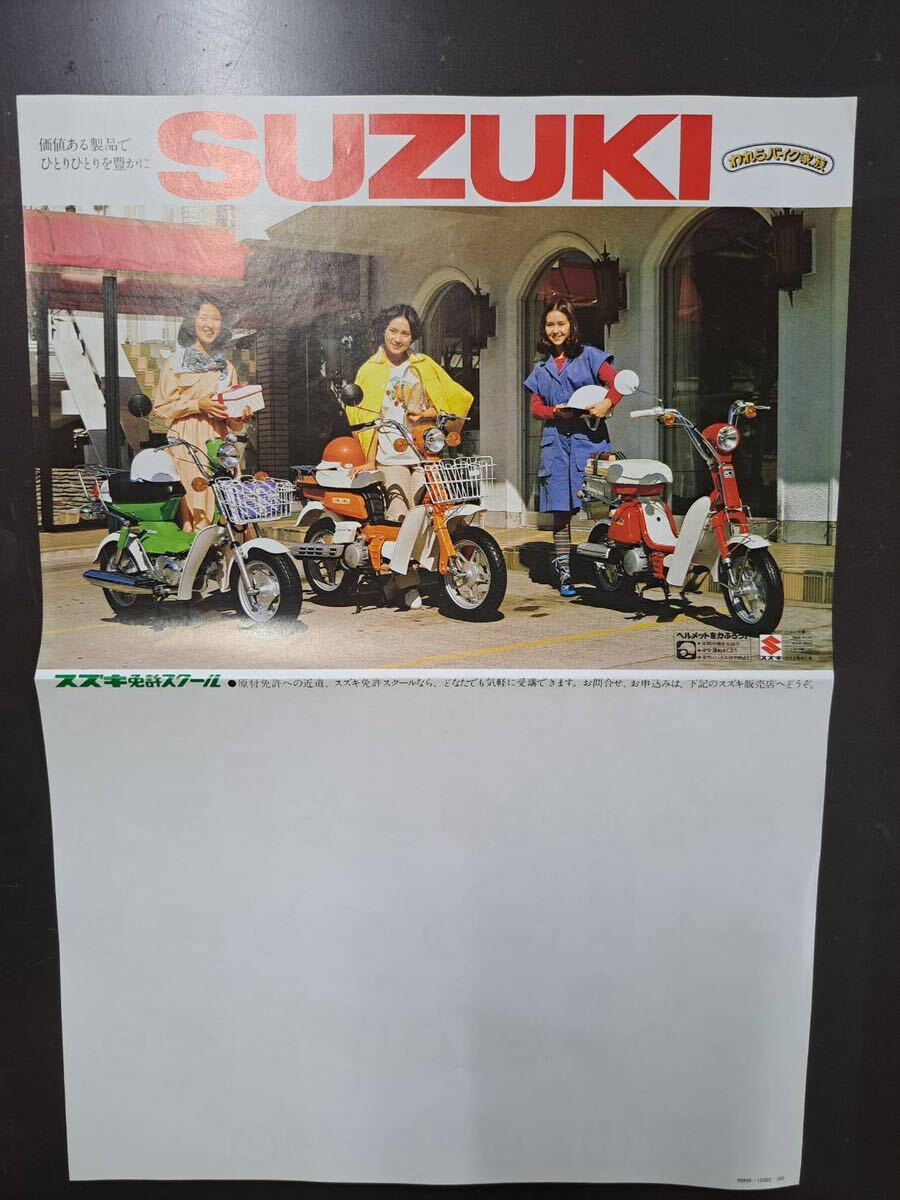 価値ある製品で
ひとりひとりを豊かに
SUZUKI
われらバイク家族
ヘルメットをかぶろう!
スズキ
スズキ免許スクール ●原付免許への近道、スズキ免許スクールなら、どなたでも気軽に受講できます。お問合せ、お申込みは、下記のスズキ販売店へどうぞ。